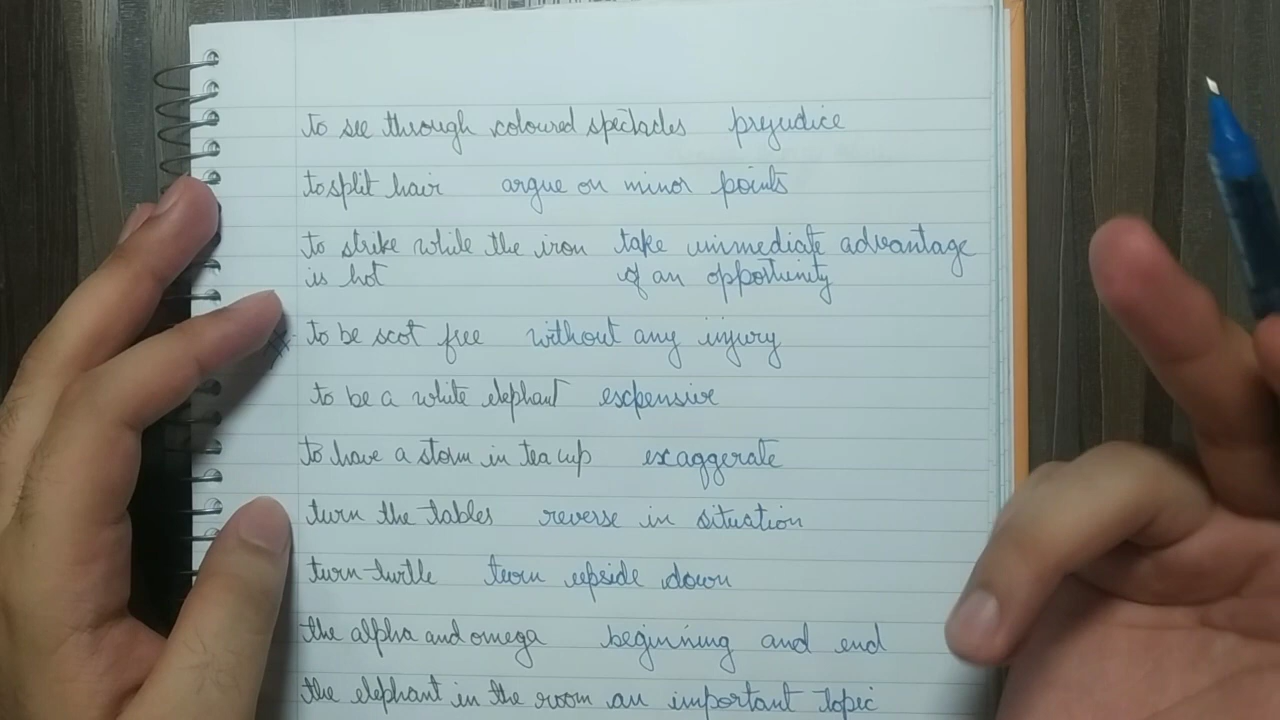 to see through coloured spectacles prejudice
to split hair argue on minor points
to strike while the iron take immediate advantage
is hot of an opportunity
to be scot free without any injury
to be a white elephant expensive
to have a storm in tea cup exaggerate
turn the tables reverse in situation
turn turtle turn upside down
the alpha and omega beginning and end
the elephant in the room an important topic